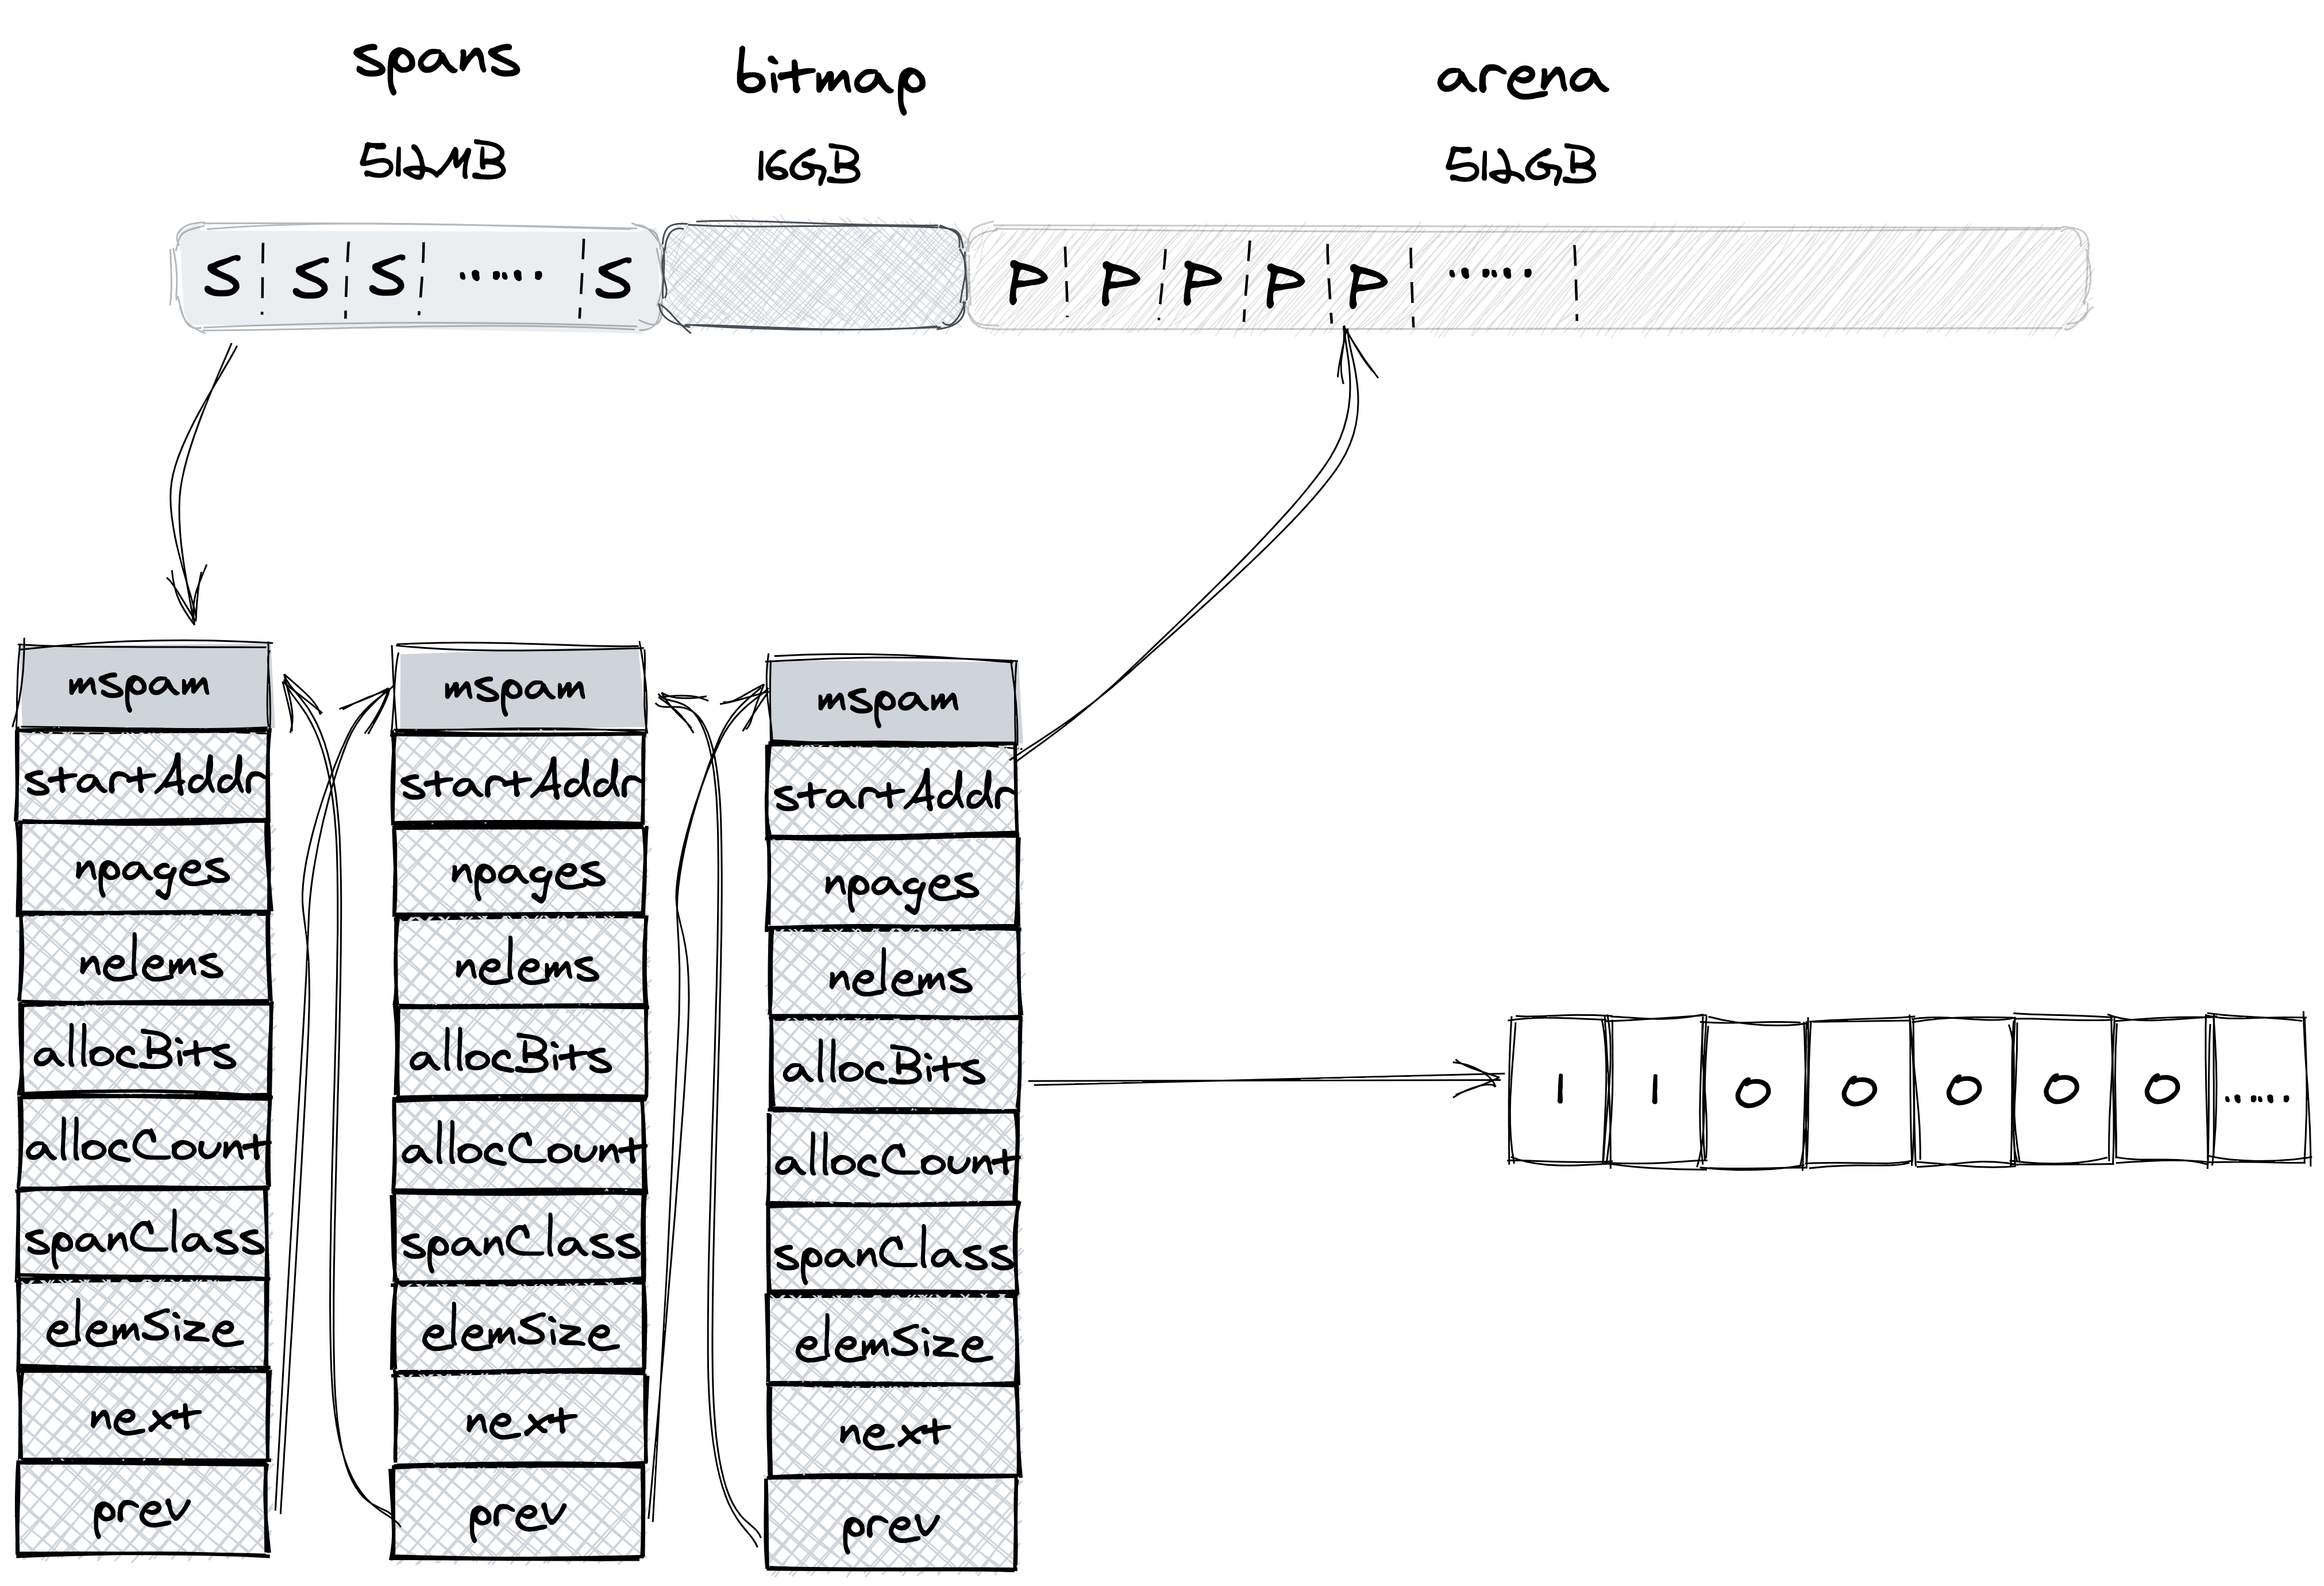 spans
bitmap
arena
512MB
16GB
512GB
S S S ...... S
P P P P P ......
mspam
startAddr
npages
nelems
allocBits
allocCount
spanClass
elemSize
next
prev
mspam
startAddr
npages
nelems
allocBits
allocCount
spanClass
elemSize
next
prev
mspam
startAddr
npages
nelems
allocBits
allocCount
spanClass
elemSize
next
prev
1 1 0 0 0 0 0 ......